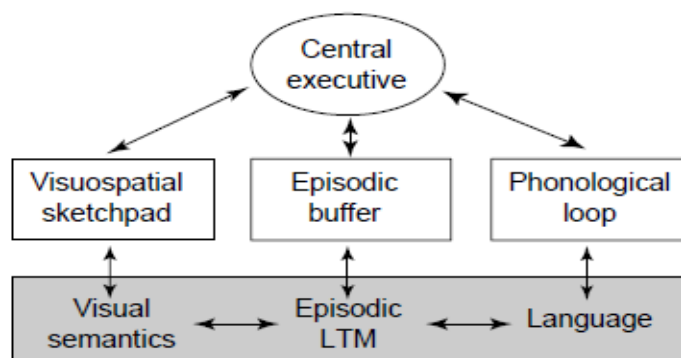 Central
executive
Visuospatial
sketchpad
Episodic
buffer
Phonological
loop
Visual
semantics
Episodic
LTM
Language